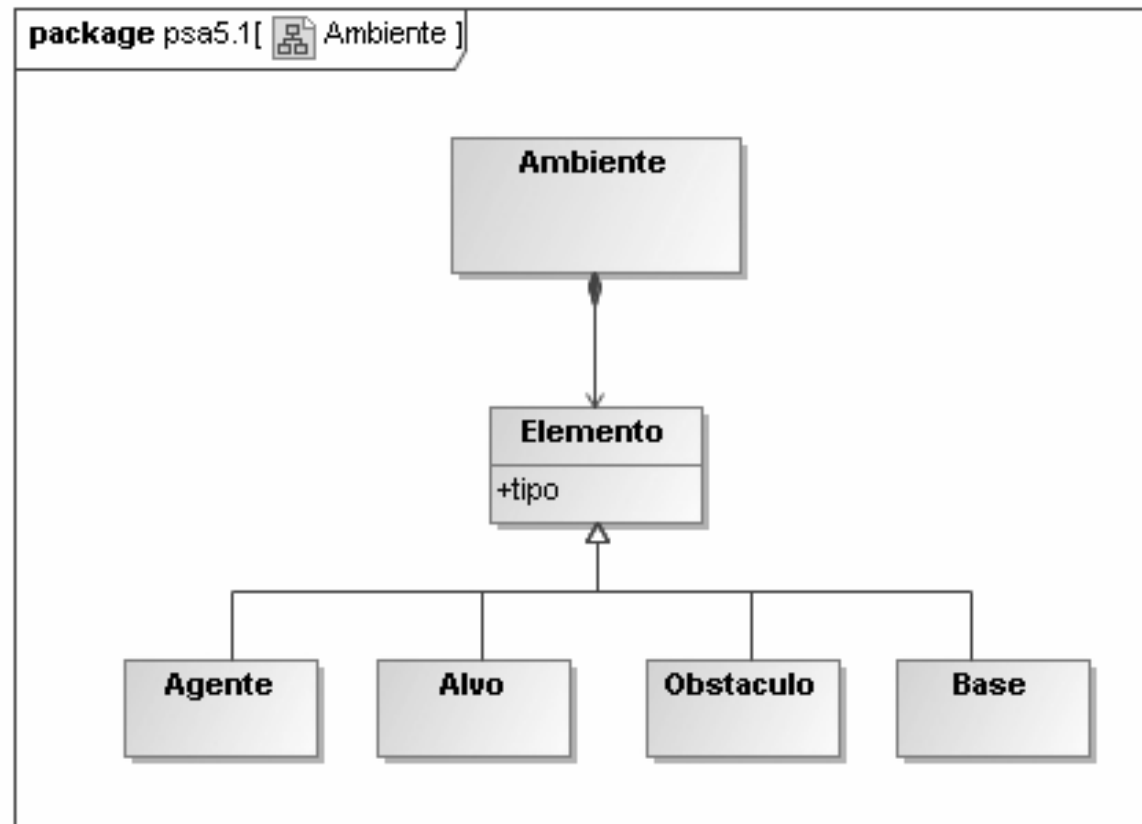 package psa5.1[ Ambiente ]
Ambiente
Elemento
+tipo
Agente
Alvo
Obstaculo
Base